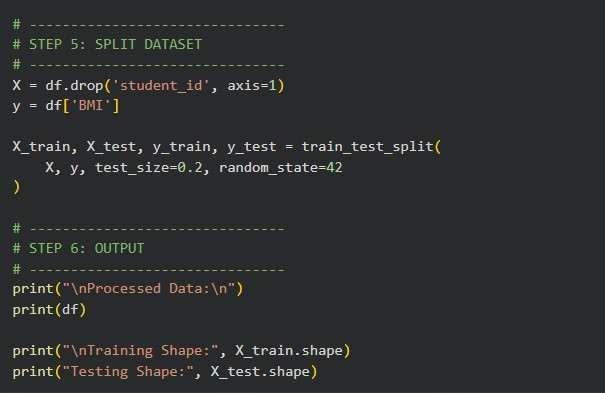 # -------------------------------
# STEP 5: SPLIT DATASET
# -------------------------------
X = df.drop('student_id', axis=1)
y = df['BMI']

X_train, X_test, y_train, y_test = train_test_split(
    X, y, test_size=0.2, random_state=42
)

# -------------------------------
# STEP 6: OUTPUT
# -------------------------------
print("\nProcessed Data:\n")
print(df)

print("\nTraining Shape:", X_train.shape)
print("Testing Shape:", X_test.shape)